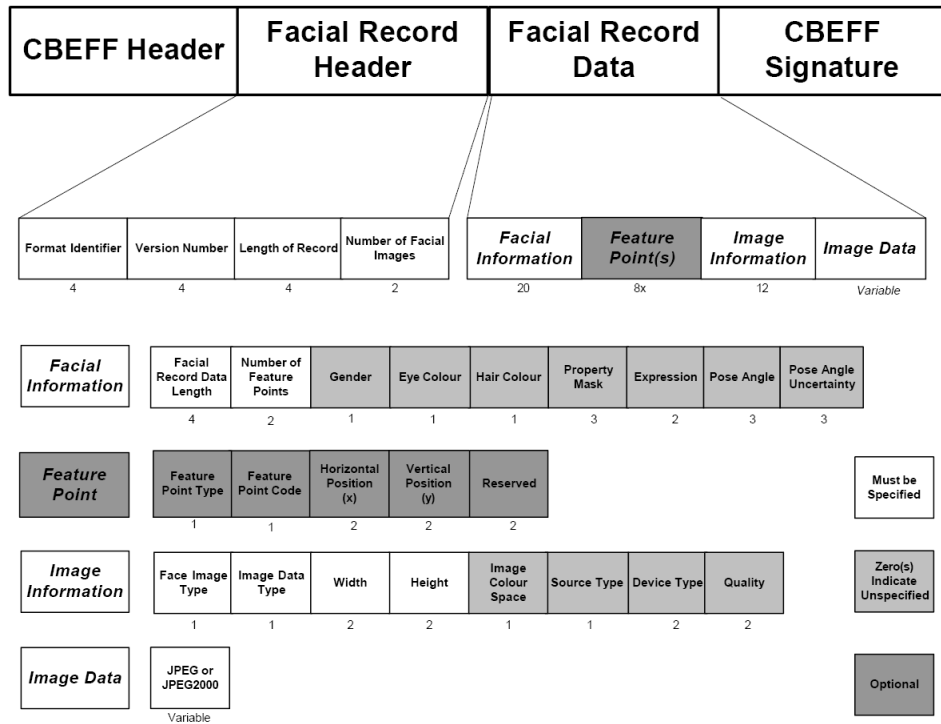 CBEFF Header
Facial Record
Header
Facial Record
Data
CBEFF
Signature
Format Identifier
Version Number
Length of Record
Number of Facial
Images
Facial
Information
Feature
Point(s)
Image
Information
Image Data
4
4
4
2
20
8x
12
Variable
Facial
Information
Facial
Record Data
Length
Number of
Feature
Points
Gender
Eye Colour
Hair Colour
Property
Mask
Expression
Pose Angle
Pose Angle
Uncertainty
4
2
1
1
1
3
2
3
3
Feature
Point
Feature
Point Type
Feature
Point Code
Horizontal
Position
(x)
Vertical
Position
(y)
Reserved
Must be
Specified
1
1
2
2
2
Image
Information
Face Image
Type
Image Data
Type
Width
Height
Image
Colour
Space
Source Type
Device Type
Quality
Zero(s)
Indicate
Unspecified
1
1
2
2
1
1
2
2
Image Data
JPEG or
JPEG2000
Optional
Variable